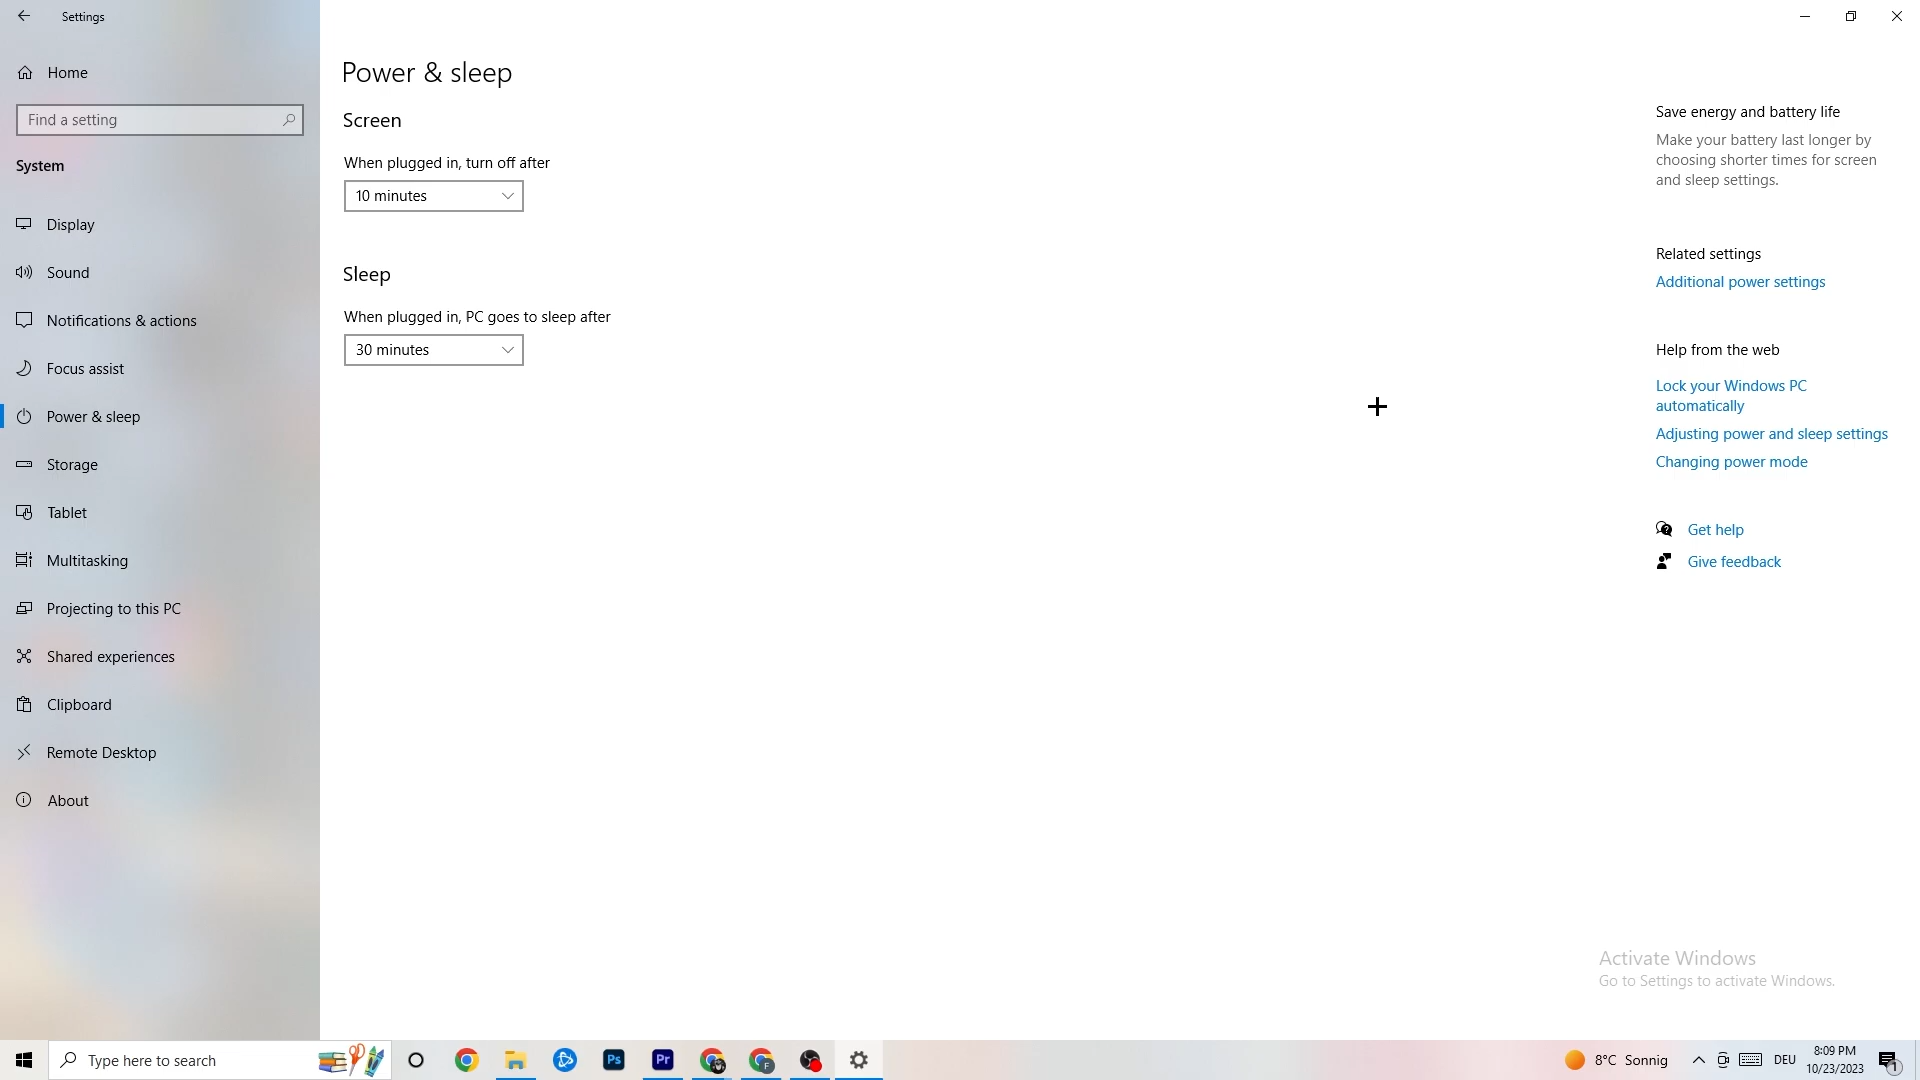 Settings
Home
Find a setting
System
Display
Sound
Notifications & actions
Focus assist
Power & sleep
Storage
Tablet
Multitasking
Projecting to this PC
Shared experiences
Clipboard
Remote Desktop
About
Power & sleep
Screen
When plugged in, turn off after
10 minutes
Sleep
When plugged in, PC goes to sleep after
30 minutes
Save energy and battery life
Make your battery last longer by
choosing shorter times for screen
and sleep settings.
Related settings
Additional power settings
Help from the web
Lock your Windows PC
automatically
Adjusting power and sleep settings
Changing power mode
Get help
Give feedback
Activate Windows
Go to Settings to activate Windows.
Type here to search
Ps
Pr
F
8°C Sonnig
DEU
8:09 PM
10/23/2023
1